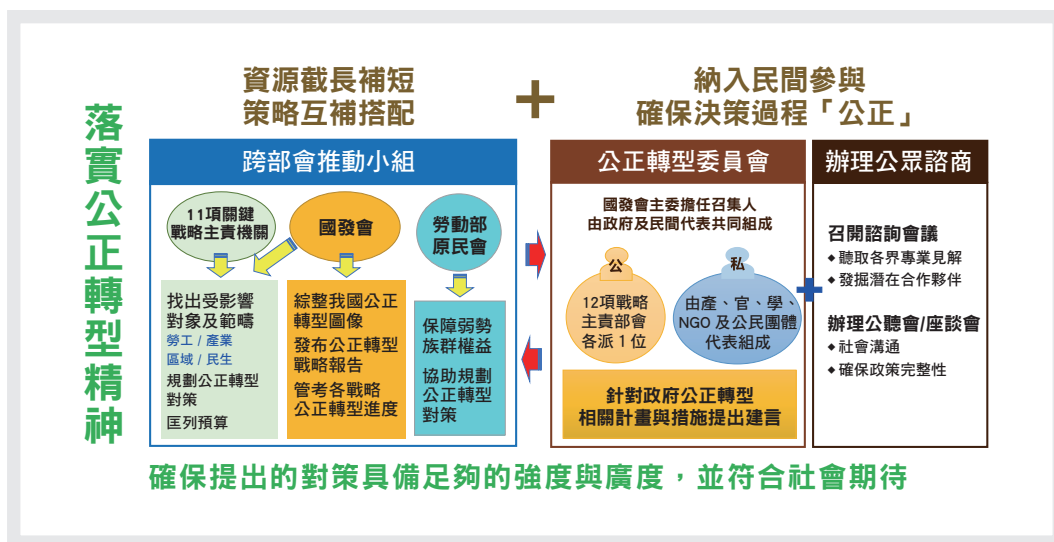 落實公正轉型精神
資源截長補短
策略互補搭配
+
納入民間參與
確保決策過程「公正」
跨部會推動小組
11項關鍵
戰略主責機關
國發會
勞動部
原民會
找出受影響
對象及範疇
勞工 / 產業
區域 / 民生
規劃公正轉型
對策
匡列預算
綜整我國公正
轉型圖像
發布公正轉型
戰略報告
管考各戰略
公正轉型進度
保障弱勢
族群權益
協助規劃
公正轉型
對策
公正轉型委員會
國發會主委擔任召集人
由政府及民間代表共同組成
公
12項戰略
主責部會
各派 1 位
私
由產、官、學、
NGO 及公民團體
代表組成
針對政府公正轉型
相關計畫與措施提出建言
+
辦理公眾諮商
召開諮詢會議
◆聽取各界專業見解
◆發掘潛在合作夥伴
辦理公聽會/座談會
◆社會溝通
◆確保政策完整性
確保提出的對策具備足夠的強度與廣度，並符合社會期待